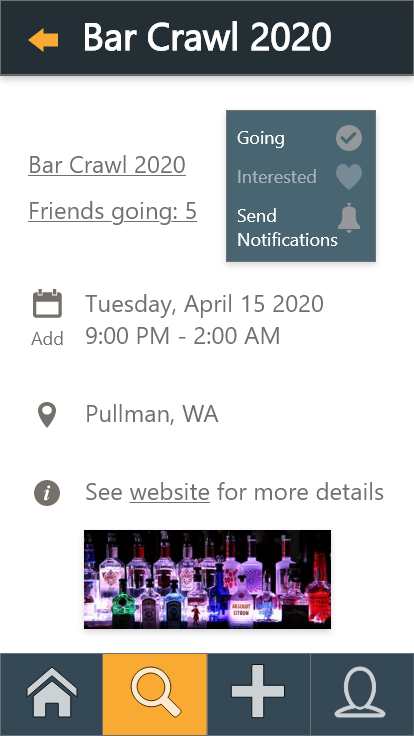 Bar Crawl 2020
Going
Bar Crawl 2020
Interested
Friends going: 5
Send
Notifications
Tuesday, April 15 2020
Add
9:00 PM - 2:00 AM
Pullman, WA
See website for more details
ABSOLUT
CITRON